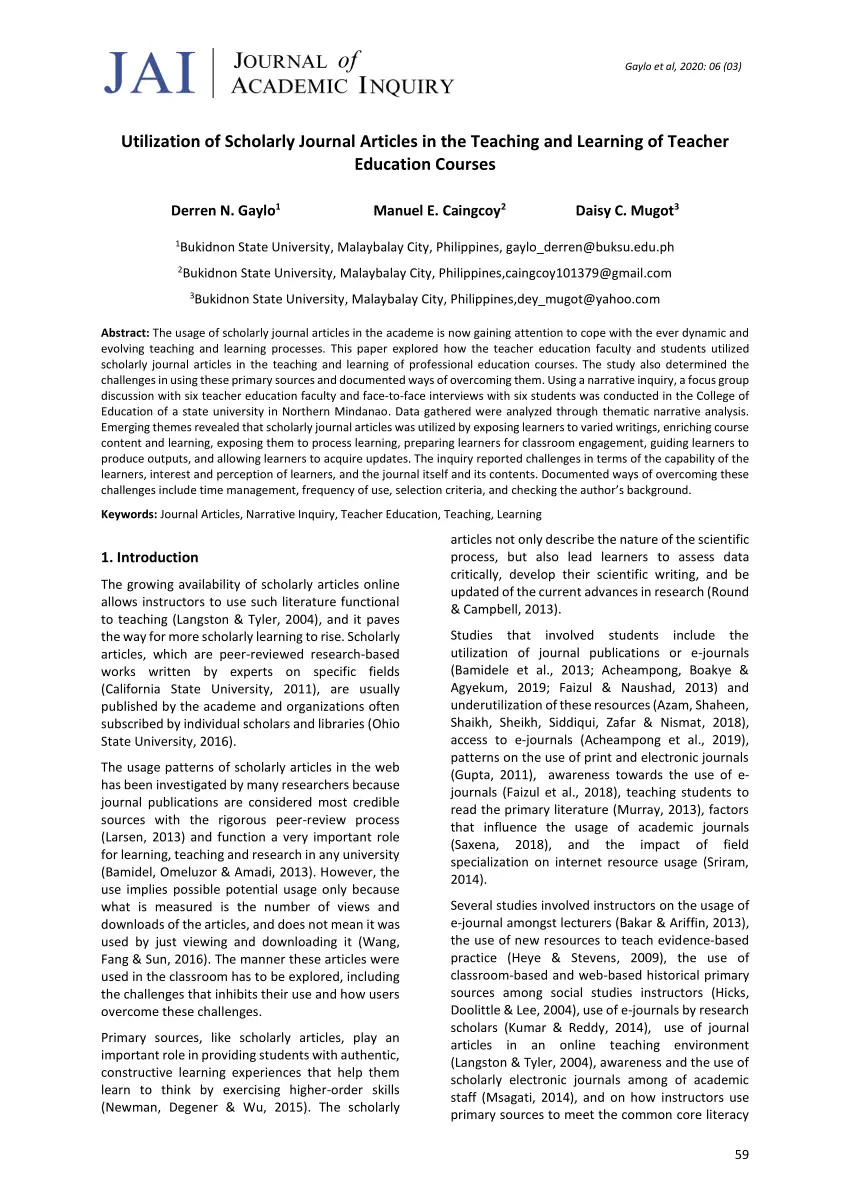 JAI
JOURNAL of
ACADEMIC INQUIRY
Gaylo et al, 2020: 06 (03)
Utilization of Scholarly Journal Articles in the Teaching and Learning of Teacher
Education Courses
Derren N. Gaylo1 Manuel E. Caingcoy2 Daisy C. Mugot3
1Bukidnon State University, Malaybalay City, Philippines, gaylo_derren@buksu.edu.ph
2Bukidnon State University, Malaybalay City, Philippines,caingcoy101379@gmail.com
3Bukidnon State University, Malaybalay City, Philippines,dey_mugot@yahoo.com
Abstract: The usage of scholarly journal articles in the academe is now gaining attention to cope with the ever dynamic and
evolving teaching and learning processes. This paper explored how the teacher education faculty and students utilized
scholarly journal articles in the teaching and learning of professional education courses. The study also determined the
challenges in using these primary sources and documented ways of overcoming them. Using a narrative inquiry, a focus group
discussion with six teacher education faculty and face-to-face interviews with six students was conducted in the College of
Education of a state university in Northern Mindanao. Data gathered were analyzed through thematic narrative analysis.
Emerging themes revealed that scholarly journal articles was utilized by exposing learners to varied writings, enriching course
content and learning, exposing them to process learning, preparing learners for classroom engagement, guiding learners to
produce outputs, and allowing learners to acquire updates. The inquiry reported challenges in terms of the capability of the
learners, interest and perception of learners, and the journal itself and its contents. Documented ways of overcoming these
challenges include time management, frequency of use, selection criteria, and checking the author's background.
Keywords: Journal Articles, Narrative Inquiry, Teacher Education, Teaching, Learning
1. Introduction
The growing availability of scholarly articles online
allows instructors to use such literature functional
to teaching (Langston & Tyler, 2004), and it paves
the way for more scholarly learning to rise. Scholarly
articles, which are peer-reviewed research-based
works written by experts on specific fields
(California State University, 2011), are usually
published by the academe and organizations often
subscribed by individual scholars and libraries (Ohio
State University, 2016).
The usage patterns of scholarly articles in the web
has been investigated by many researchers because
journal publications are considered most credible
sources with the rigorous peer-review process
(Larsen, 2013) and function a very important role
for learning, teaching and research in any university
(Bamidel, Omeluzor & Amadi, 2013). However, the
use implies possible potential usage only because
what is measured is the number of views and
downloads of the articles, and does not mean it was
used by just viewing and downloading it (Wang,
Fang & Sun, 2016). The manner these articles were
used in the classroom has to be explored, including
the challenges that inhibits their use and how users
overcome these challenges.
Primary sources, like scholarly articles, play an
important role in providing students with authentic,
constructive learning experiences that help them
learn to think by exercising higher-order skills
(Newman, Degener & Wu, 2015). The scholarly
articles not only describe the nature of the scientific
process, but also lead learners to assess data
critically, develop their scientific writing, and be
updated of the current advances in research (Round
& Campbell, 2013).
Studies that involved students include the
utilization of journal publications or e-journals
(Bamidele et al., 2013; Acheampong, Boakye &
Agyekum, 2019; Faizul & Naushad, 2013) and
underutilization of these resources (Azam, Shaheen,
Shaikh, Sheikh, Siddiqui, Zafar & Nismat, 2018),
access to e-journals (Acheampong et al., 2019),
patterns on the use of print and electronic journals
(Gupta, 2011), awareness towards the use of e-
journals (Faizul et al., 2018), teaching students to
read the primary literature (Murray, 2013), factors
that influence the usage of academic journals
(Saxena, 2018), and the impact of field
specialization on internet resource usage (Sriram,
2014).
Several studies involved instructors on the usage of
e-journal amongst lecturers (Bakar & Ariffin, 2013),
the use of new resources to teach evidence-based
practice (Heye & Stevens, 2009), the use of
classroom-based and web-based historical primary
sources among social studies instructors (Hicks,
Doolittle & Lee, 2004), use of e-journals by research
scholars (Kumar & Reddy, 2014), use of journal
articles in an online teaching environment
(Langston & Tyler, 2004), awareness and the use of
scholarly electronic journals among of academic
staff (Msagati, 2014), and on how instructors use
primary sources to meet the common core literacy
59